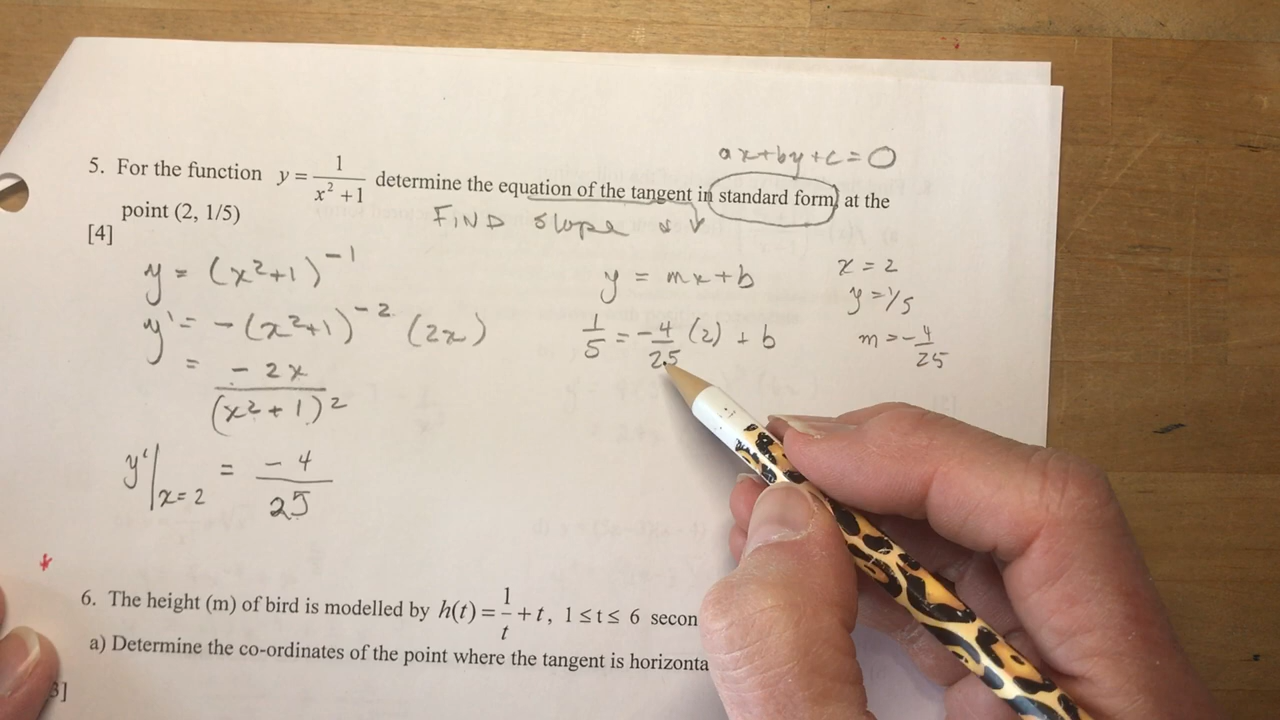 ax+by+c=0
5. For the function y = 1/(x² +1) determine the equation of the tangent in standard form, at the
point (2, 1/5)
FIND slope
[4]
y = (x²+1)⁻¹
y' = -(x²+1)⁻² (2x)
= -2x/(x²+1)²
y'|x=2 = -4/25
y = mx+b
1/5 = -4/25 (2) + b
x = 2
y = 1/5
m = -4/25
6. The height (m) of bird is modelled by h(t) = 1/t + t, 1 ≤ t ≤ 6 secon
a) Determine the co-ordinates of the point where the tangent is horizonta
3]